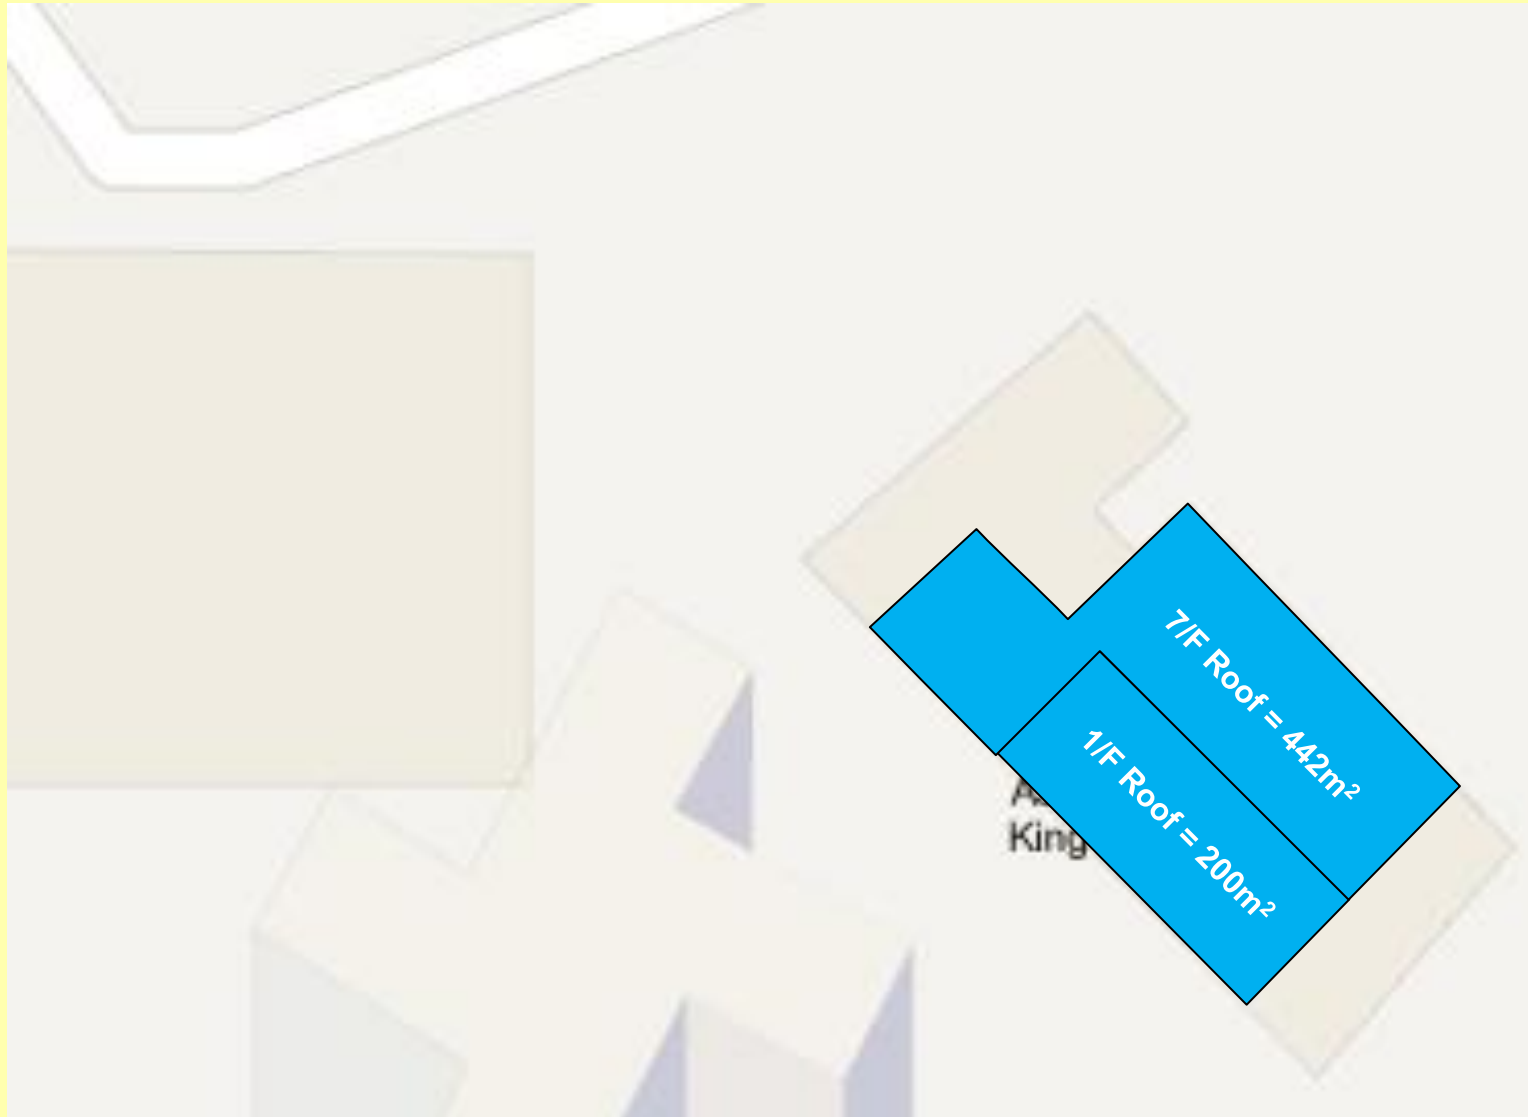 7/F Roof = 442m²
1/F Roof = 200m²
King